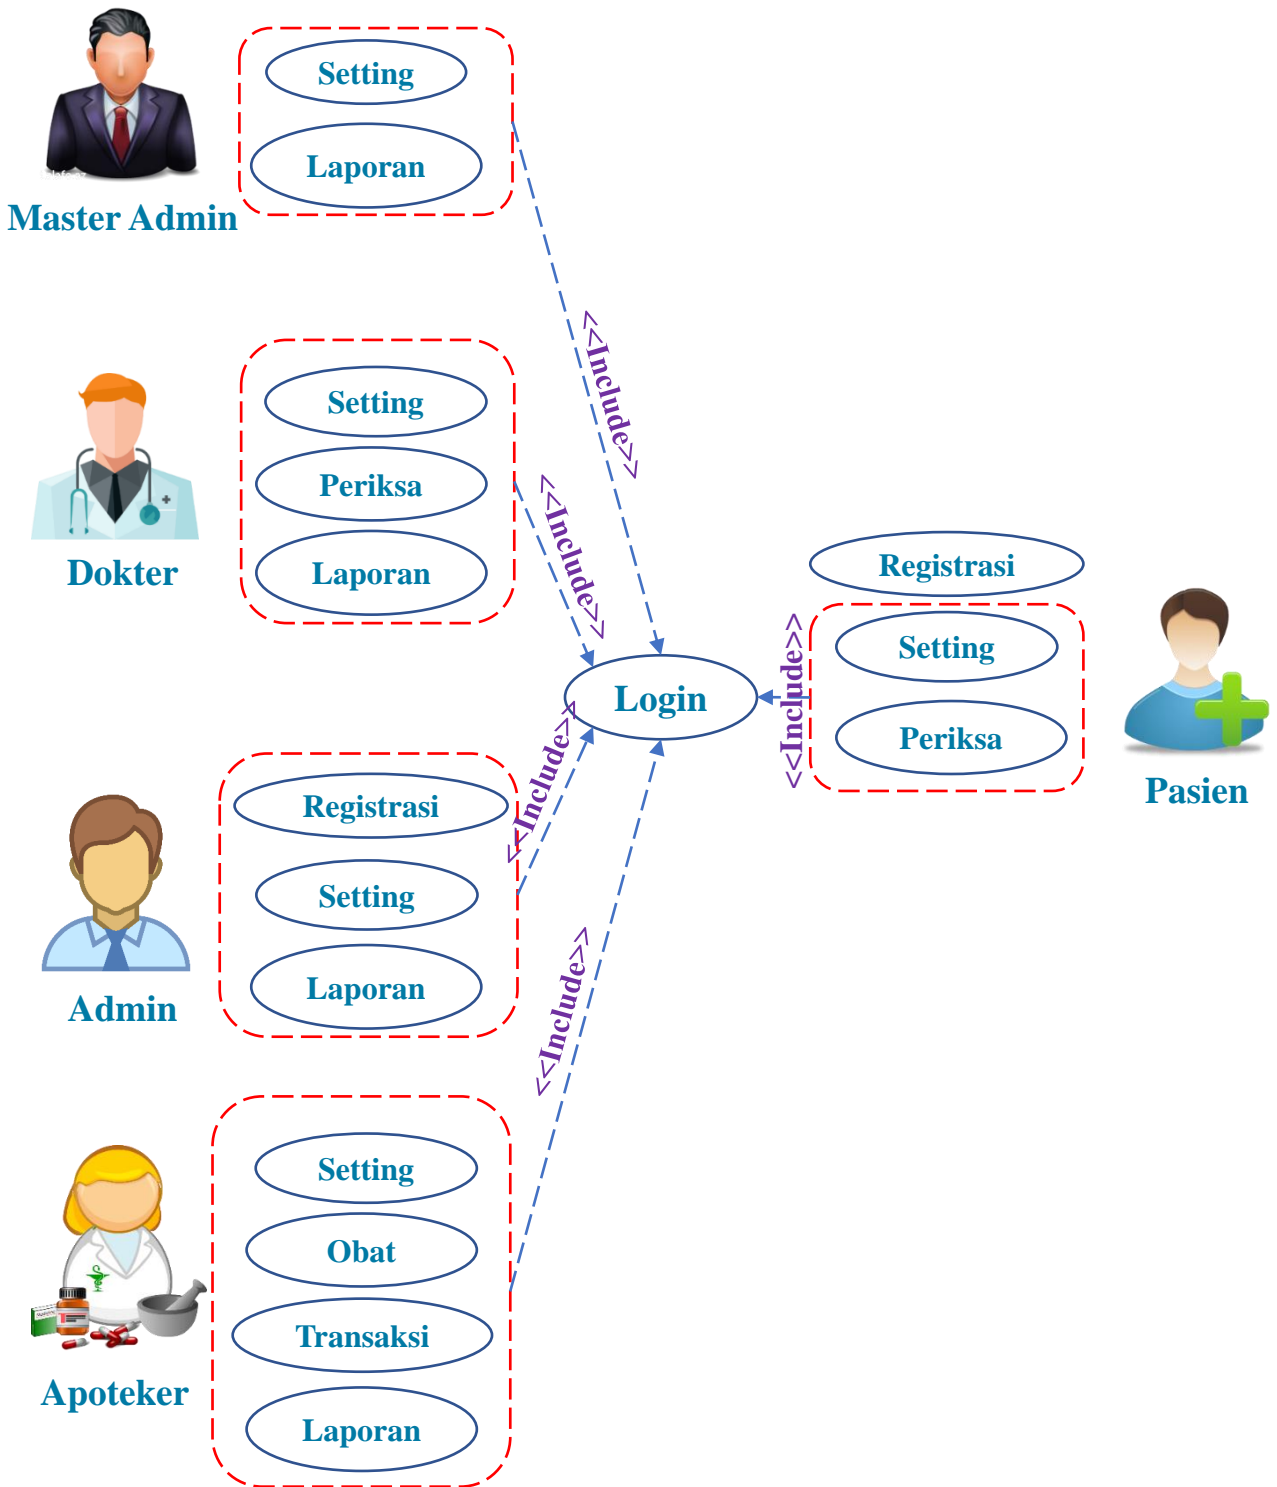 Setting
Laporan
Master Admin
<<Include>>
Setting
Periksa
Laporan
Dokter
<<Include>>
Registrasi
Setting
Periksa
Pasien
<<Include>>
Login
Registrasi
Setting
Laporan
Admin
<<Include>>
Setting
Obat
Transaksi
Laporan
Apoteker
<<Include>>